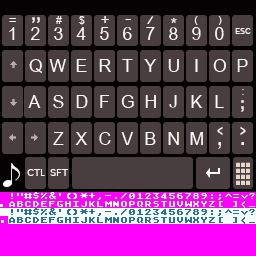 = " # $ + - / * ( )
1 2 3 4 5 6 7 8 9 0 ESC
↑ Q W E R T Y U I O P
↓ A S D F G H J K L ; :
← → Z X C V B N M < , > .
♪ CTL SFT ↵
!"#$%&'()*+,-./0123456789:;^=v?
ABCDEFGHIJKLMNOPQRSTUVWXYZ[
!"#$%&'()*+,-./0123456789:;^=v?
ABCDEFGHIJKLMNOPQRSTUVWXYZ[